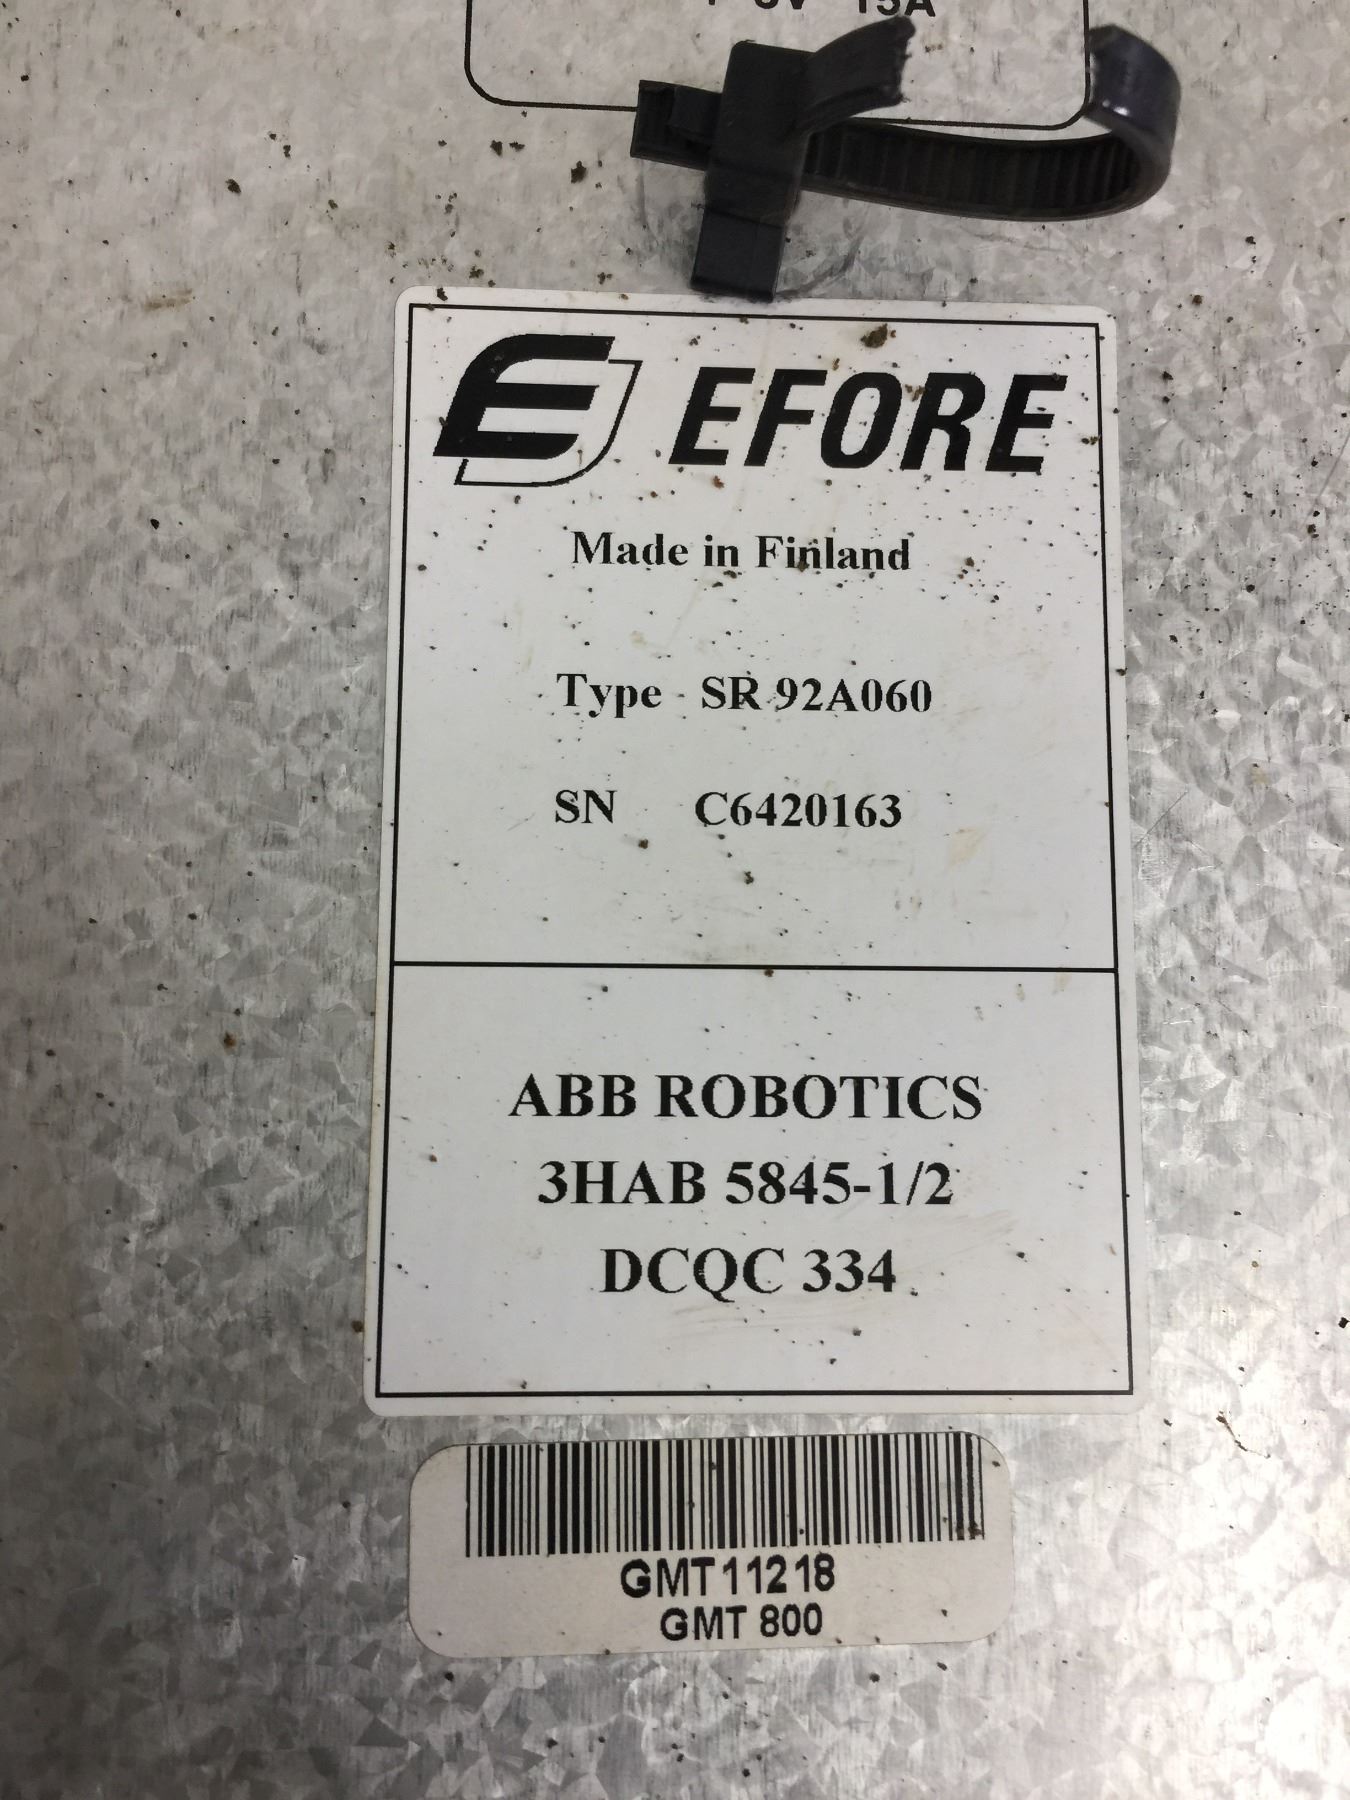 15A
EFORE
Made in Finland
Type SR 92A060
SN C6420163
ABB ROBOTICS
3HAB 5845-1/2
DCQC 334
GMT11218
GMT 800